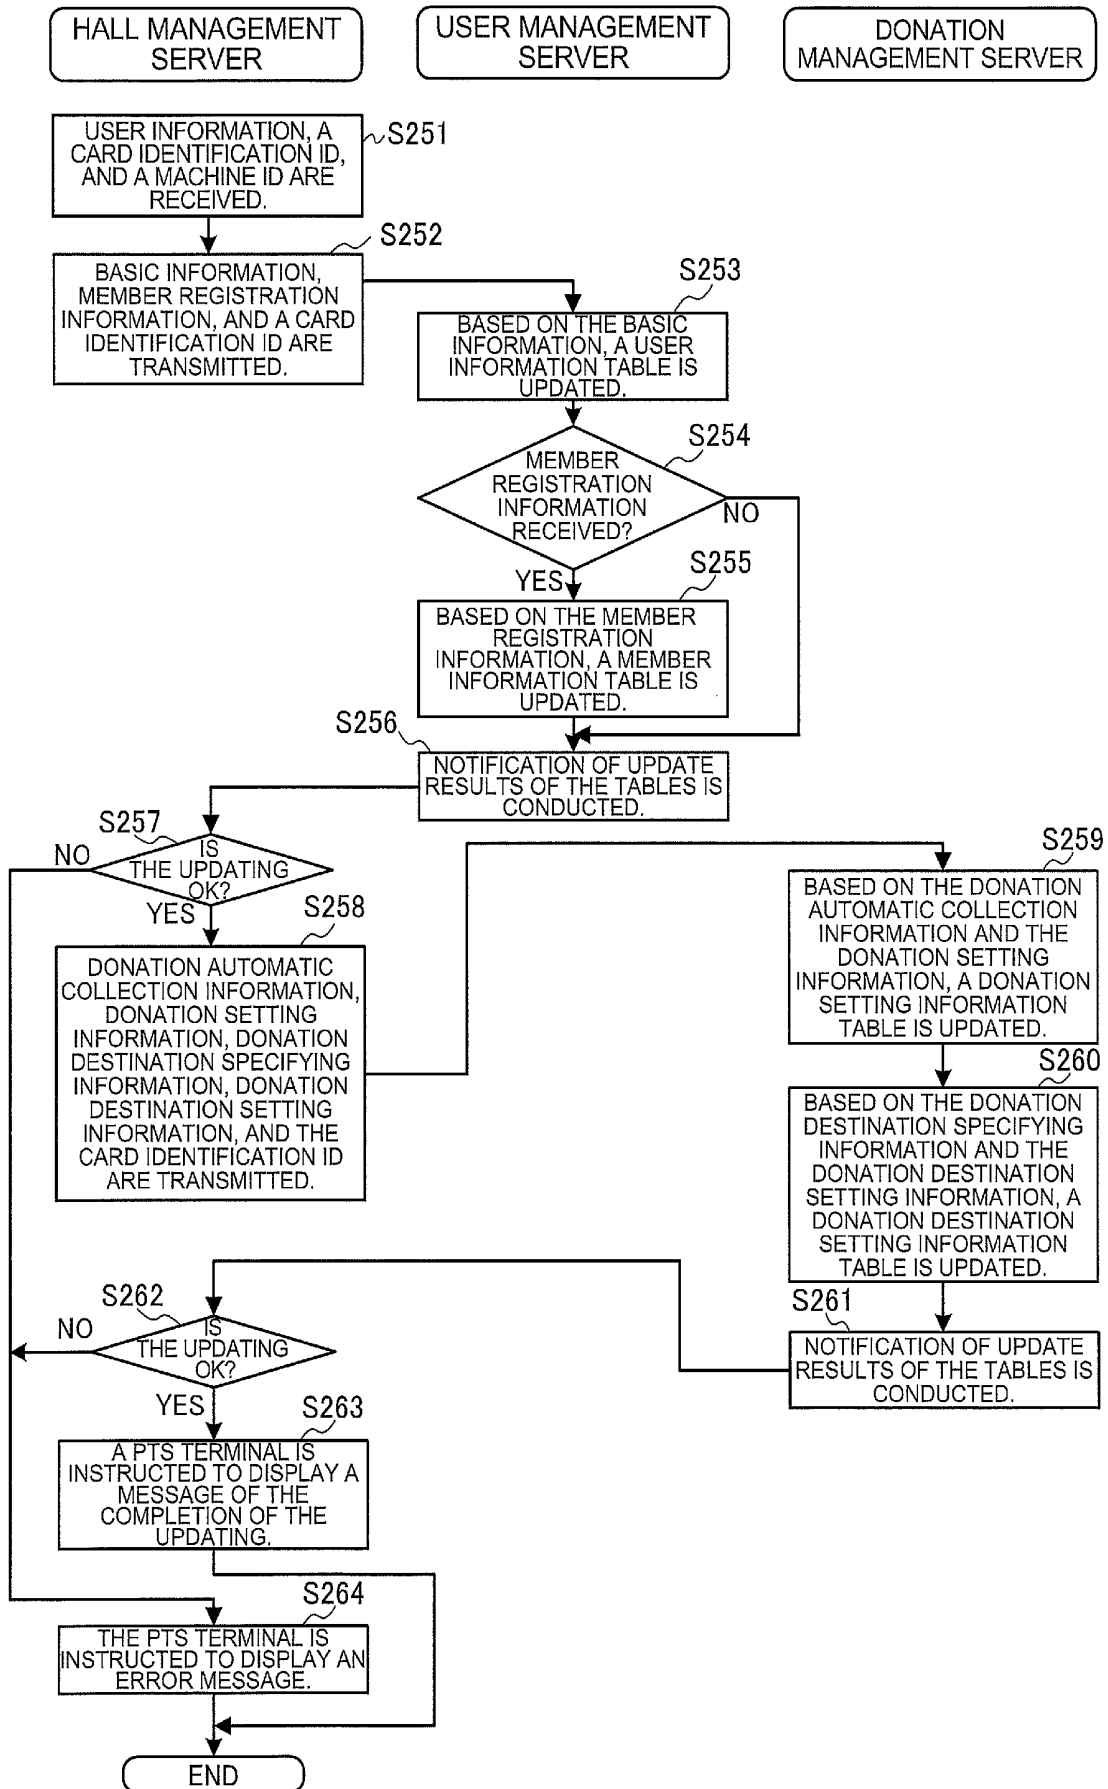 HALL MANAGEMENT
SERVER
USER MANAGEMENT
SERVER
DONATION
MANAGEMENT SERVER
S251
USER INFORMATION, A
CARD IDENTIFICATION ID,
AND A MACHINE ID ARE
RECEIVED.
S252
BASIC INFORMATION,
MEMBER REGISTRATION
INFORMATION, AND A CARD
IDENTIFICATION ID ARE
TRANSMITTED.
S253
BASED ON THE BASIC
INFORMATION, A USER
INFORMATION TABLE IS
UPDATED.
S254
MEMBER
REGISTRATION
INFORMATION
RECEIVED?
NO
YES
S255
BASED ON THE MEMBER
REGISTRATION
INFORMATION, A MEMBER
INFORMATION TABLE IS
UPDATED.
S256
NOTIFICATION OF UPDATE
RESULTS OF THE TABLES IS
CONDUCTED.
S257
IS
THE UPDATING
OK?
NO
YES
S258
DONATION AUTOMATIC
COLLECTION INFORMATION,
DONATION SETTING
INFORMATION, DONATION
DESTINATION SPECIFYING
INFORMATION, DONATION
DESTINATION SETTING
INFORMATION, AND THE
CARD IDENTIFICATION ID
ARE TRANSMITTED.
S259
BASED ON THE DONATION
AUTOMATIC COLLECTION
INFORMATION AND THE
DONATION SETTING
INFORMATION, A DONATION
SETTING INFORMATION
TABLE IS UPDATED.
S260
BASED ON THE DONATION
DESTINATION SPECIFYING
INFORMATION AND THE
DONATION DESTINATION
SETTING INFORMATION, A
DONATION DESTINATION
SETTING INFORMATION
TABLE IS UPDATED.
S261
NOTIFICATION OF UPDATE
RESULTS OF THE TABLES IS
CONDUCTED.
S262
IS
THE UPDATING
OK?
NO
YES
S263
A PTS TERMINAL IS
INSTRUCTED TO DISPLAY A
MESSAGE OF THE
COMPLETION OF THE
UPDATING.
S264
THE PTS TERMINAL IS
INSTRUCTED TO DISPLAY AN
ERROR MESSAGE.
END